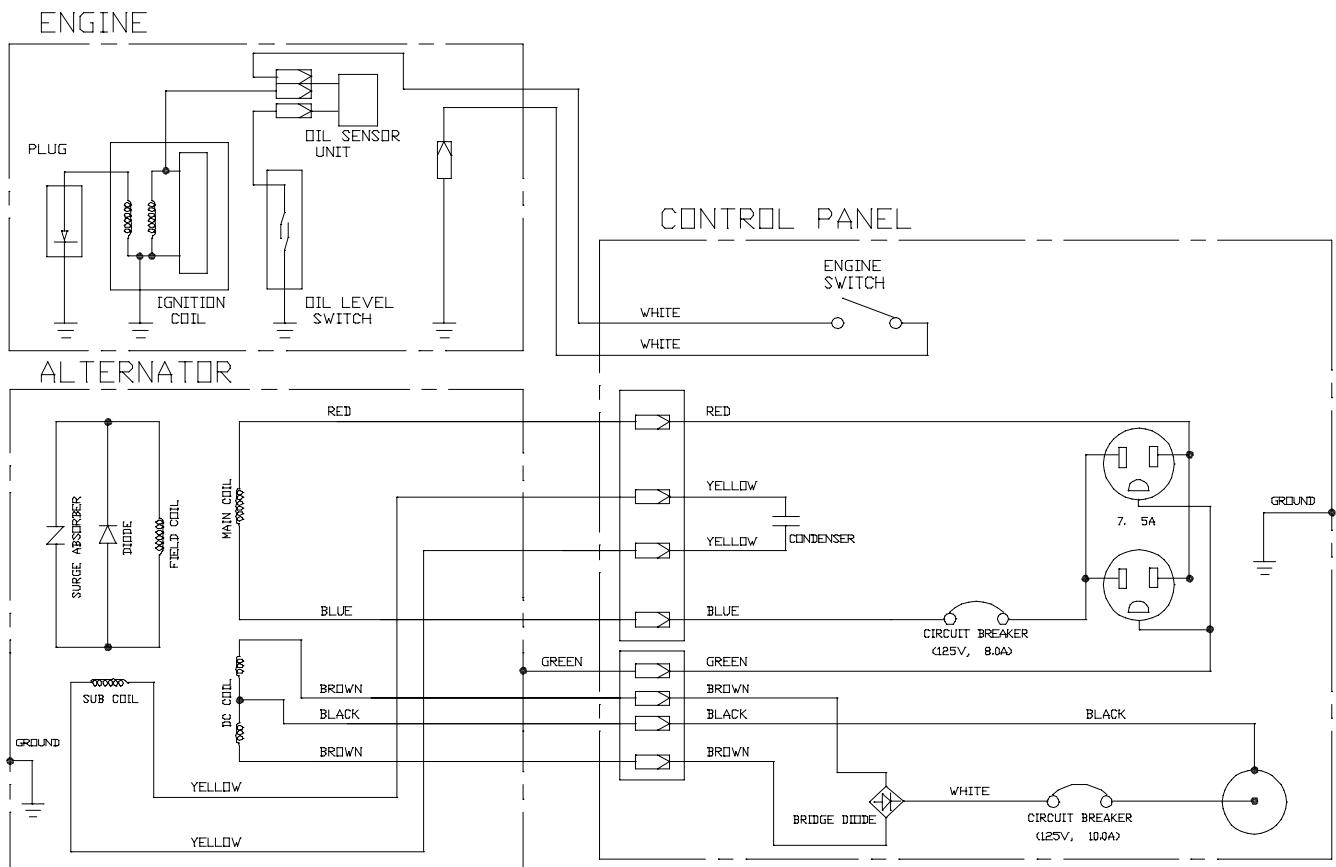 ENGINE
OIL SENSOR
UNIT
PLUG
IGNITION
COIL
OIL LEVEL
SWITCH
CONTROL PANEL
ENGINE
SWITCH
WHITE
WHITE
ALTERNATOR
RED
RED
SURGE ABSORBER
DIODE
FIELD COIL
MAIN COIL
YELLOW
YELLOW
CONDENSER
7. 5A
GROUND
BLUE
BLUE
CIRCUIT BREAKER
(125V, 8.0A)
GREEN
GREEN
SUB COIL
DC COIL
BROWN
BROWN
BLACK
BLACK
BLACK
GROUND
BROWN
BROWN
YELLOW
YELLOW
BRIDGE DIODE
WHITE
CIRCUIT BREAKER
(125V, 10.0A)